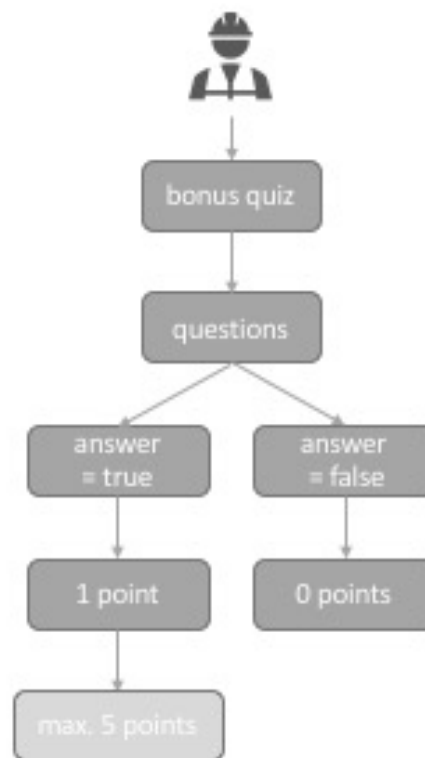 bonus quiz
questions
answer
= true
answer
= false
1 point
0 points
max. 5 points